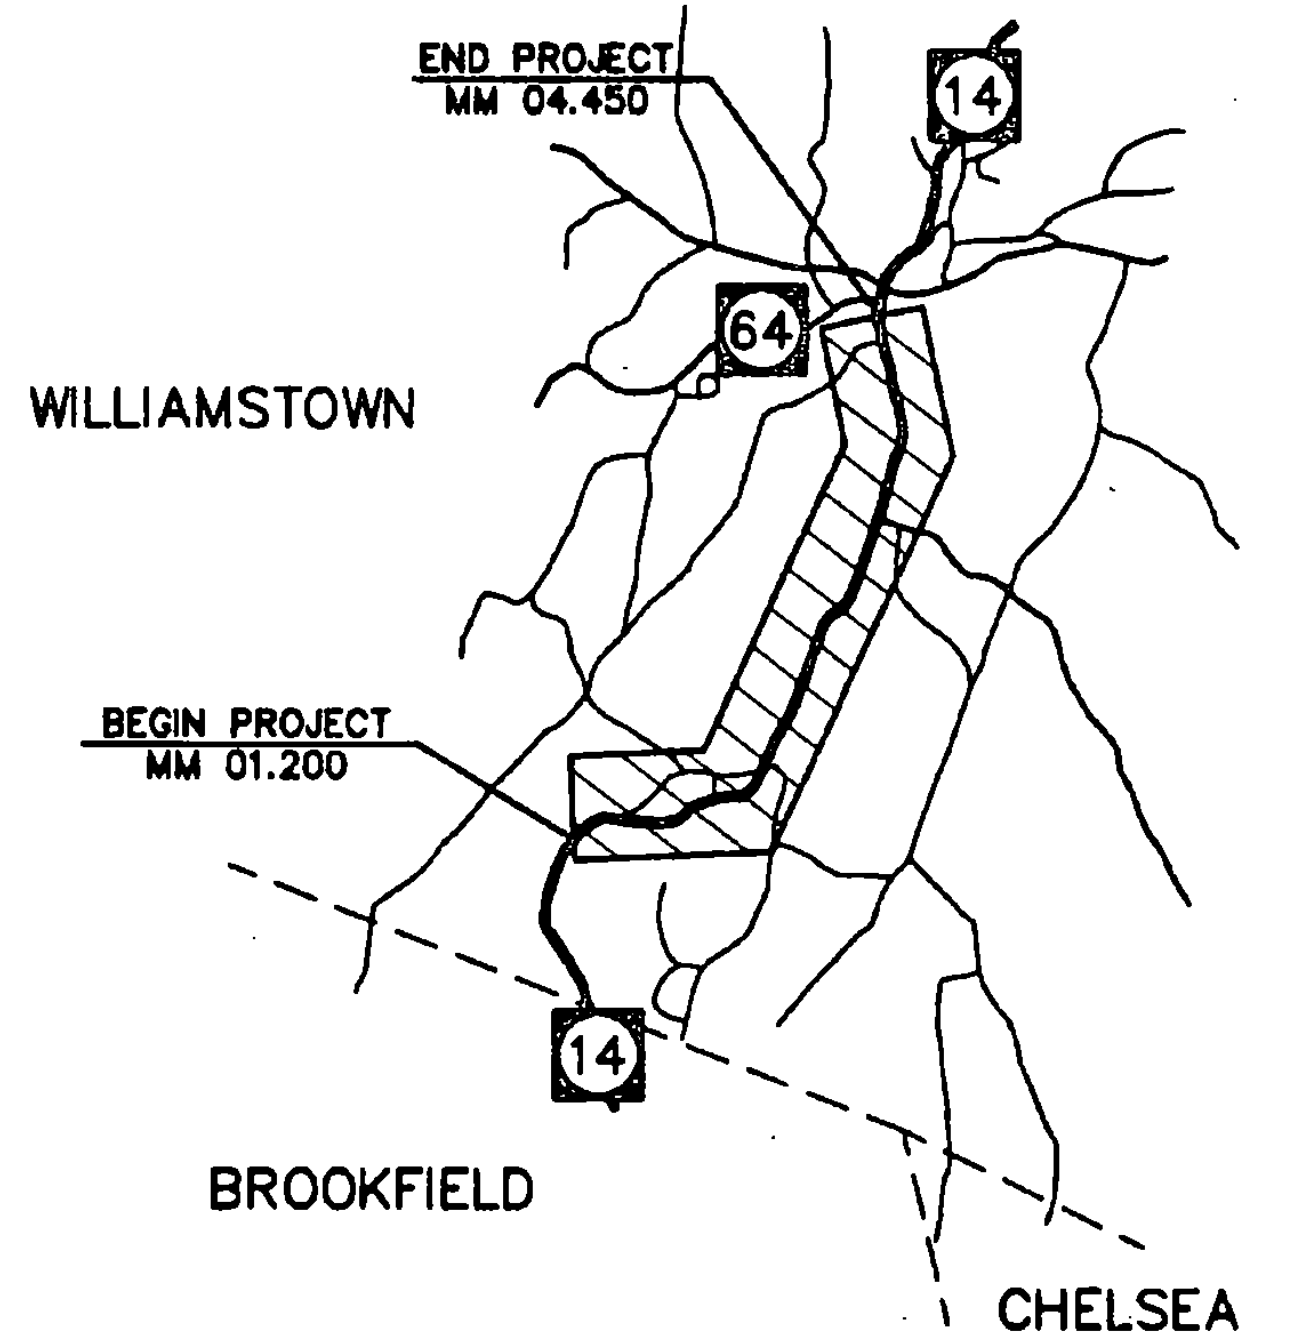 END PROJECT
MM 04.450
14
64
WILLIAMSTOWN
BEGIN PROJECT
MM 01.200
14
BROOKFIELD
CHELSEA